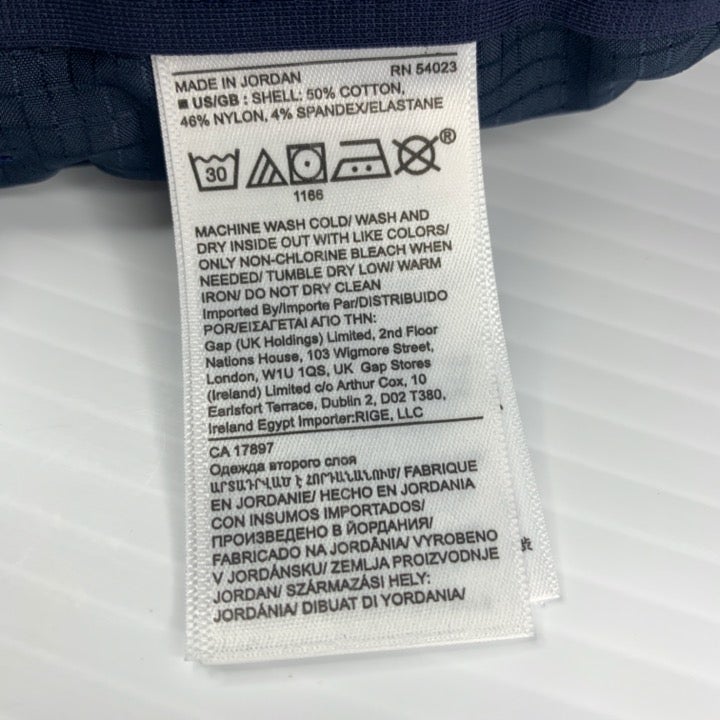 MADE IN JORDAN RN 54023
■ US/GB : SHELL: 50% COTTON,
46% NYLON, 4% SPANDEX/ELASTANE
30 ®
1166
MACHINE WASH COLD/ WASH AND
DRY INSIDE OUT WITH LIKE COLORS/
ONLY NON-CHLORINE BLEACH WHEN
NEEDED/ TUMBLE DRY LOW/ WARM
IRON/ DO NOT DRY CLEAN
Imported By/Importe Par/DISTRIBUIDO
POR/ΕΙΣΑΓΕΤΑΙ ΑΠΟ ΤΗΝ:
Gap (UK Holdings) Limited, 2nd Floor
Nations House, 103 Wigmore Street,
London, W1U 1QS, UK Gap Stores
(Ireland) Limited c/o Arthur Cox, 10
Earlsfort Terrace, Dublin 2, D02 T380,
Ireland Egypt Importer:RIGE, LLC
CA 17897
Одежда второго слоя
ԱՐՏԱԴՐՎԱԾ Է ՀՈՐԴԱՆԱՆՈՒՄ/ FABRIQUE
EN JORDANIE/ HECHO EN JORDANIA
CON INSUMOS IMPORTADOS/
ПРОИЗВЕДЕНО В ЙОРДАНИЯ/
FABRICADO NA JORDÂNIA/ VYROBENO
V JORDÁNSKU/ ZEMLJA PROIZVODNJE
JORDAN/ SZÁRMAZÁSI HELY:
JORDÁNIA/ DIBUAT DI YORDANIA/